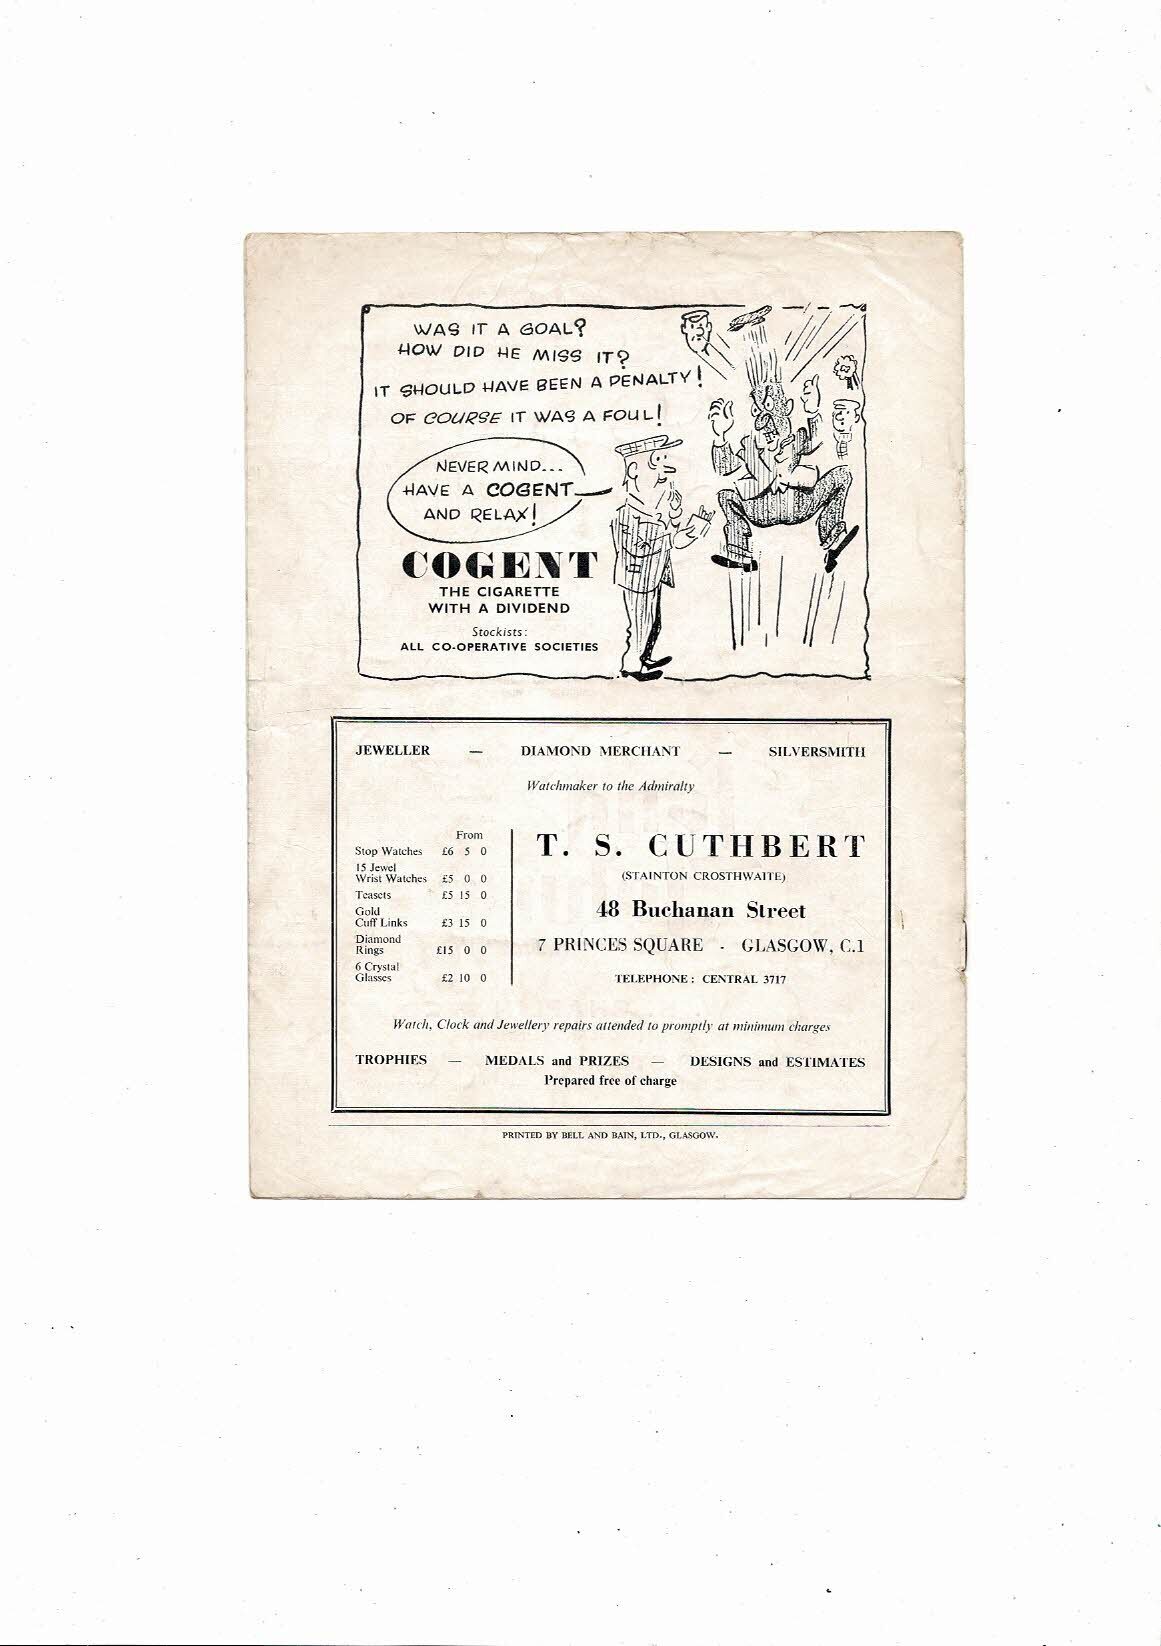 WAS IT A GOAL?
HOW DID HE MISS IT?
IT SHOULD HAVE BEEN A PENALTY!
OF COURSE IT WAS A FOUL!
NEVER MIND...
HAVE A COGENT
AND RELAX!
COGENT
THE CIGARETTE
WITH A DIVIDEND
Stockists:
ALL CO-OPERATIVE SOCIETIES
JEWELLER — DIAMOND MERCHANT — SILVERSMITH
Watchmaker to the Admiralty
From
Stop Watches £6 5 0
15 Jewel
Wrist Watches £5 0 0
Teasets £5 15 0
Gold
Cuff Links £3 15 0
Diamond
Rings £15 0 0
6 Crystal
Glasses £2 10 0
T. S. CUTHBERT
(STAINTON CROSTHWAITE)
48 Buchanan Street
7 PRINCES SQUARE - GLASGOW, C.1
TELEPHONE: CENTRAL 3717
Watch, Clock and Jewellery repairs attended to promptly at minimum charges
TROPHIES — MEDALS and PRIZES — DESIGNS and ESTIMATES
Prepared free of charge
PRINTED BY BELL AND BAIN, LTD., GLASGOW.